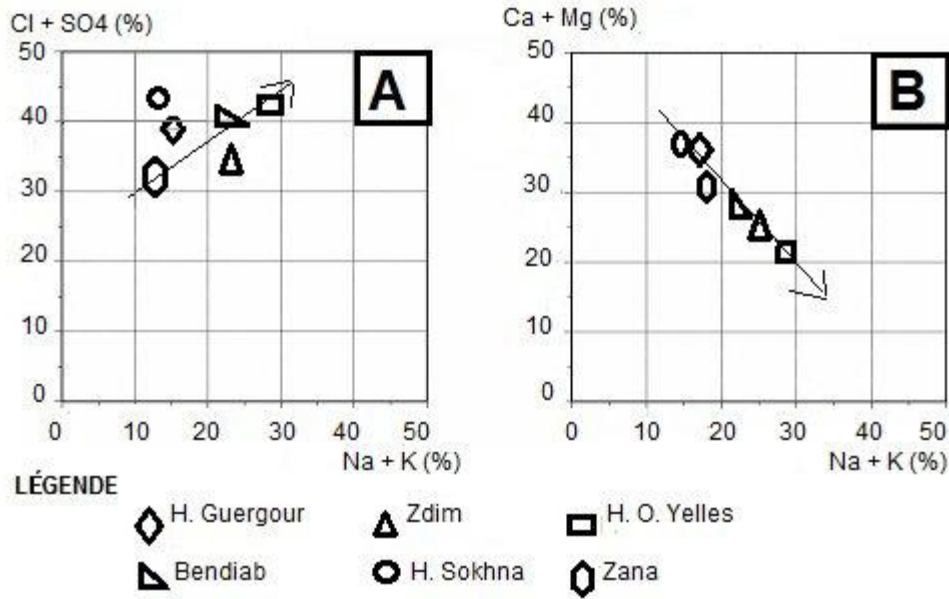 Cl + SO4 (%)
50
40
30
20
10
0
A
0 10 20 30 40 50
Na + K (%)
Ca + Mg (%)
50
40
30
20
10
0
B
0 10 20 30 40 50
Na + K (%)
LÉGENDE
H. Guergour Zdim H. O. Yelles
Bendiab H. Sokhna Zana